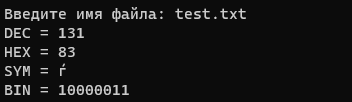 Введите имя файла: test.txt
DEC = 131
HEX = 83
SYM = ѓ
BIN = 10000011